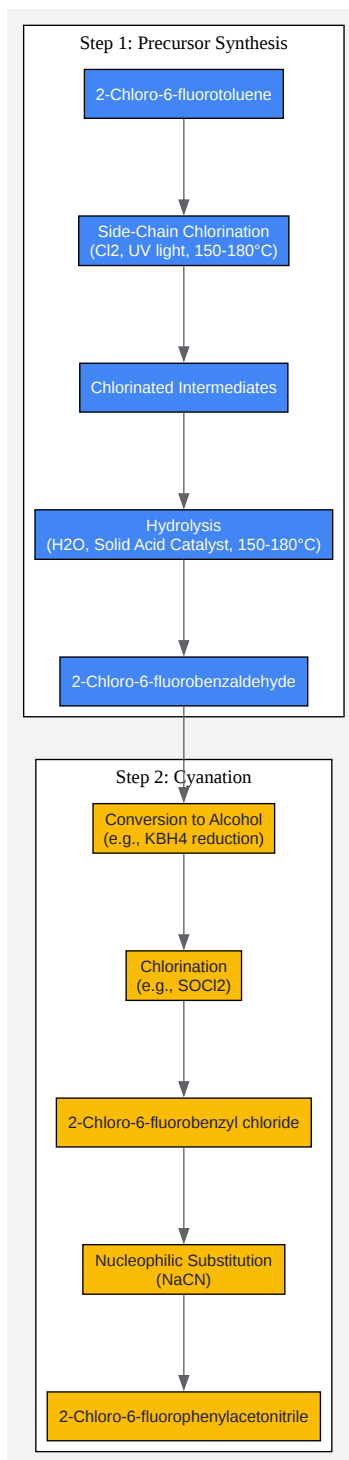 Step 1: Precursor Synthesis
2-Chloro-6-fluorotoluene
Side-Chain Chlorination
(Cl2, UV light, 150-180°C)
Chlorinated Intermediates
Hydrolysis
(H2O, Solid Acid Catalyst, 150-180°C)
2-Chloro-6-fluorobenzaldehyde
Step 2: Cyanation
Conversion to Alcohol
(e.g., KBH4 reduction)
Chlorination
(e.g., SOCl2)
2-Chloro-6-fluorobenzyl chloride
Nucleophilic Substitution
(NaCN)
2-Chloro-6-fluorophenylacetonitrile